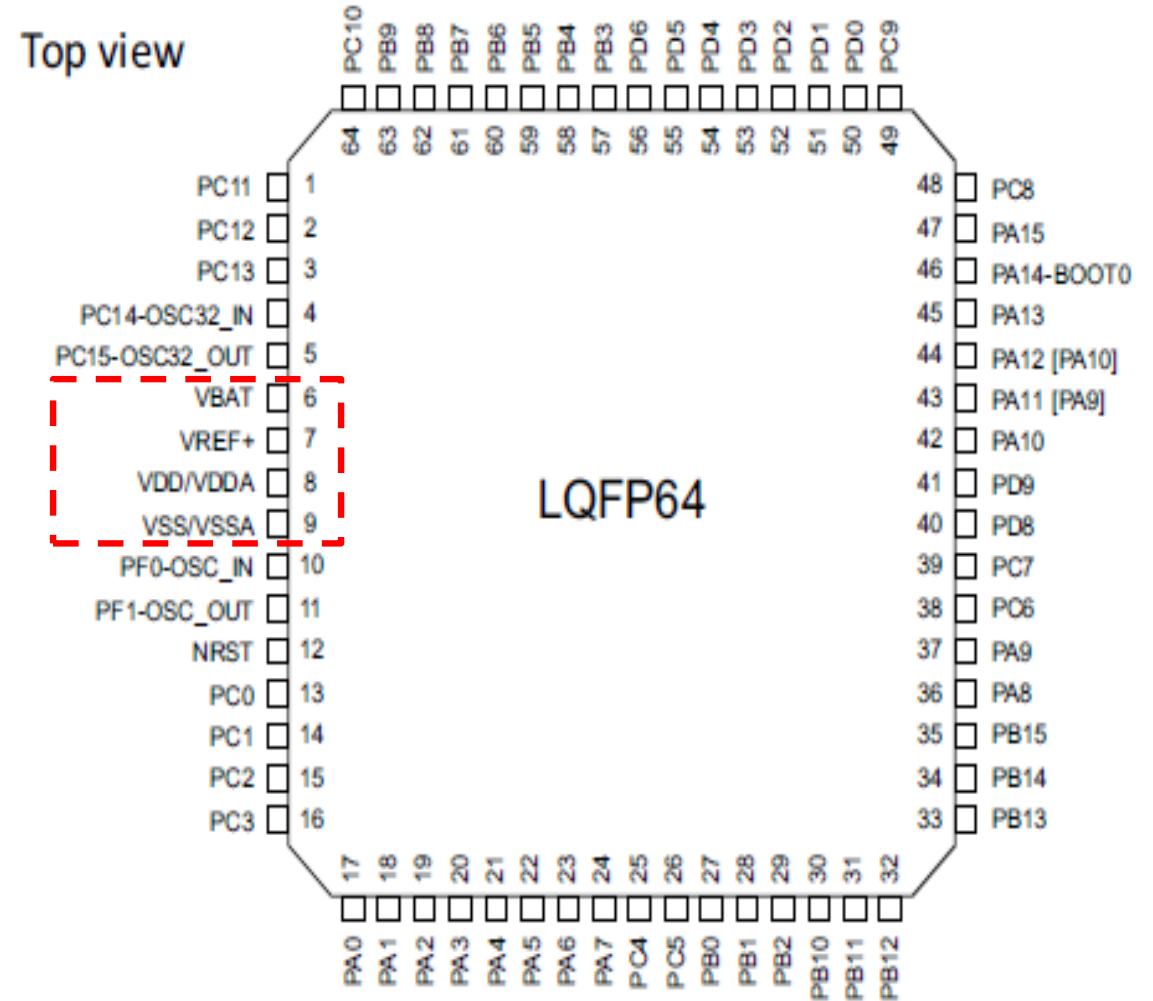 Top view
PC10 PB9 PB8 PB7 PB6 PB5 PB4 PB3 PD6 PD5 PD4 PD3 PD2 PD1 PD0 PC9
64 63 62 61 60 59 58 57 56 55 54 53 52 51 50 49
PC11 1 48 PC8
PC12 2 47 PA15
PC13 3 46 PA14-BOOT0
PC14-OSC32_IN 4 45 PA13
PC15-OSC32_OUT 5 44 PA12 [PA10]
VBAT 6 43 PA11 [PA9]
VREF+ 7 42 PA10
VDD/VDDA 8 41 PD9
LQFP64
VSS/VSSA 9 40 PD8
PF0-OSC_IN 10 39 PC7
PF1-OSC_OUT 11 38 PC6
NRST 12 37 PA9
PC0 13 36 PA8
PC1 14 35 PB15
PC2 15 34 PB14
PC3 16 33 PB13
17 18 19 20 21 22 23 24 25 26 27 28 29 30 31 32
PA0 PA1 PA2 PA3 PA4 PA5 PA6 PA7 PC4 PC5 PB0 PB1 PB2 PB10 PB11 PB12